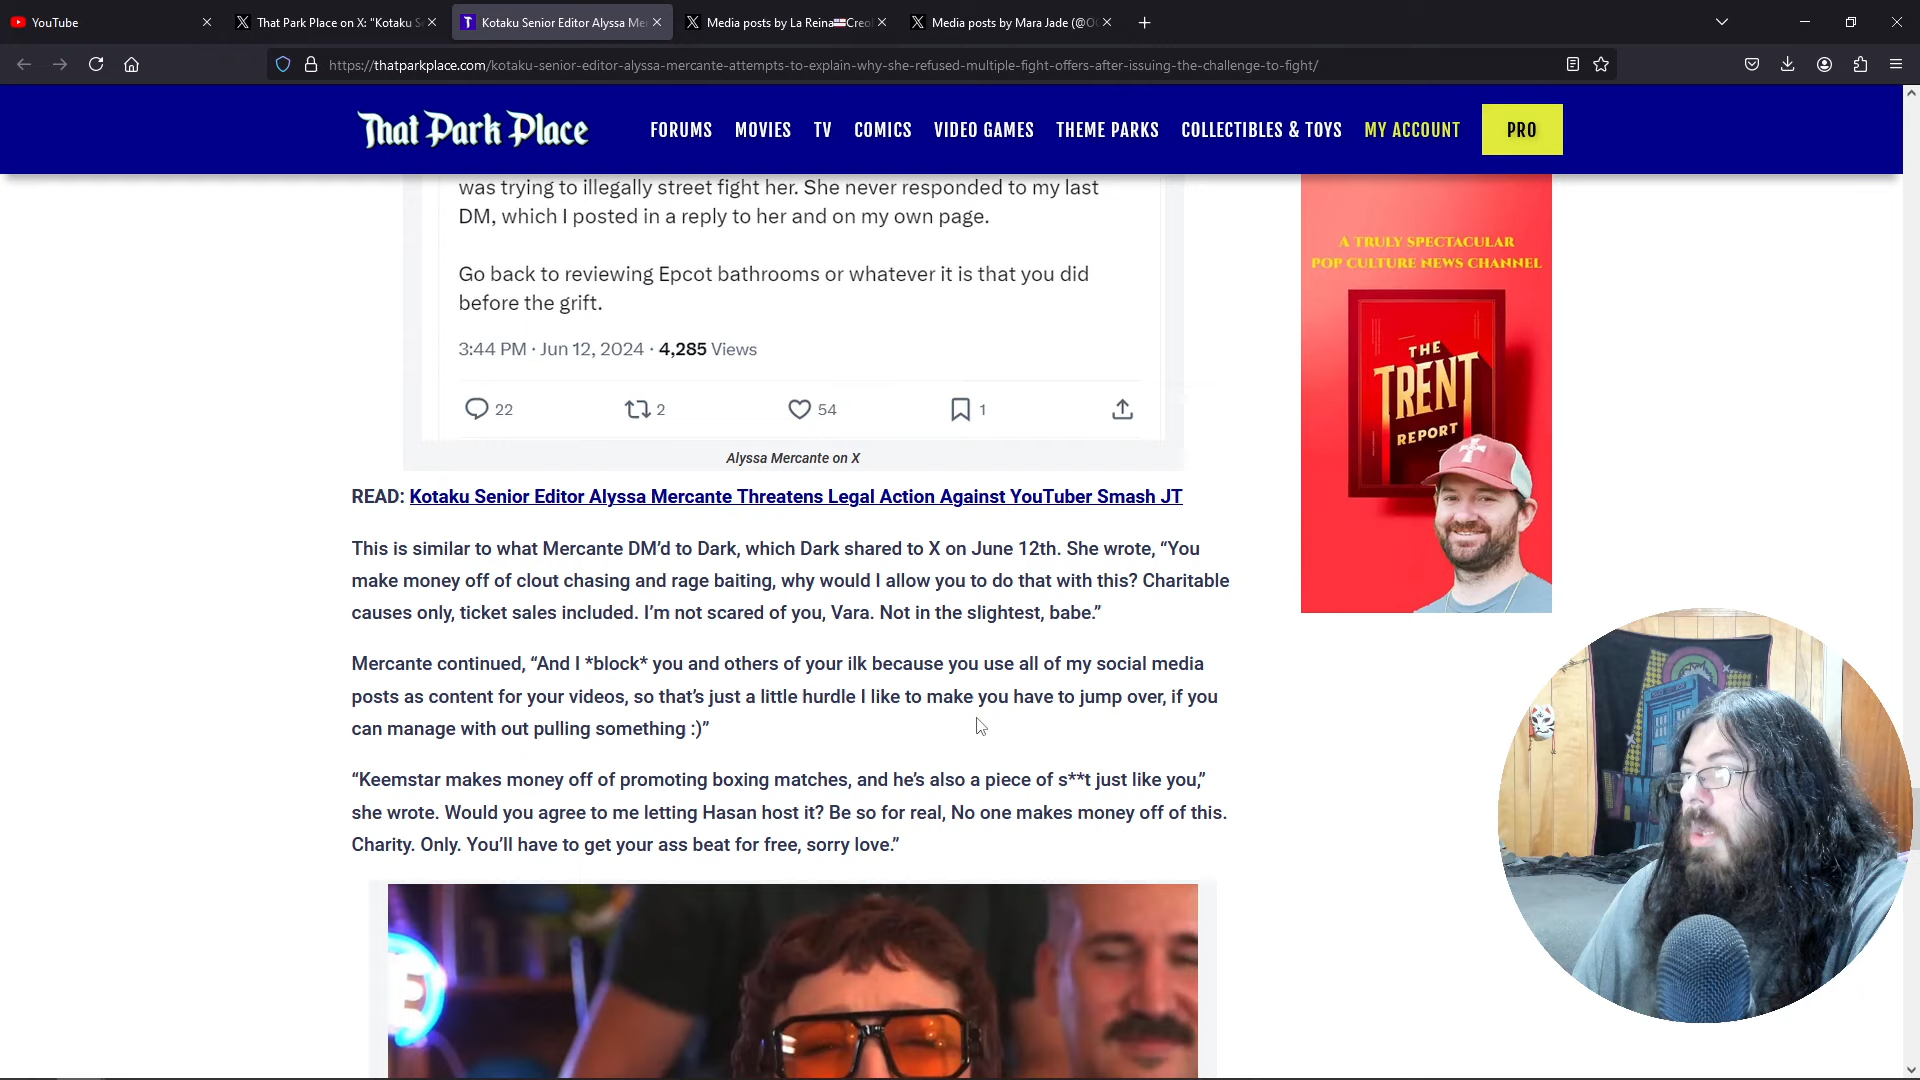 YouTube
That Park Place on X: "Kotaku S
Kotaku Senior Editor Alyssa Me
Media posts by La Reina🇺🇸Creol
Media posts by Mara Jade (@OC
https://thatparkplace.com/kotaku-senior-editor-alyssa-mercante-attempts-to-explain-why-she-refused-multiple-fight-offers-after-issuing-the-challenge-to-fight/
That Park Place
FORUMS MOVIES TV COMICS VIDEO GAMES THEME PARKS COLLECTIBLES & TOYS MY ACCOUNT PRO
was trying to illegally street fight her. She never responded to my last
DM, which I posted in a reply to her and on my own page.
Go back to reviewing Epcot bathrooms or whatever it is that you did
before the grift.
3:44 PM · Jun 12, 2024 · 4,285 Views
22 2 54 1
Alyssa Mercante on X
READ: Kotaku Senior Editor Alyssa Mercante Threatens Legal Action Against YouTuber Smash JT
This is similar to what Mercante DM’d to Dark, which Dark shared to X on June 12th. She wrote, “You
make money off of clout chasing and rage baiting, why would I allow you to do that with this? Charitable
causes only, ticket sales included. I’m not scared of you, Vara. Not in the slightest, babe.”
Mercante continued, “And I *block* you and others of your ilk because you use all of my social media
posts as content for your videos, so that’s just a little hurdle I like to make you have to jump over, if you
can manage with out pulling something :)”
“Keemstar makes money off of promoting boxing matches, and he’s also a piece of s**t just like you,”
she wrote. Would you agree to me letting Hasan host it? Be so for real, No one makes money off of this.
Charity. Only. You’ll have to get your ass beat for free, sorry love.”
A TRULY SPECTACULAR
POP CULTURE NEWS CHANNEL
THE
TRENT
REPORT